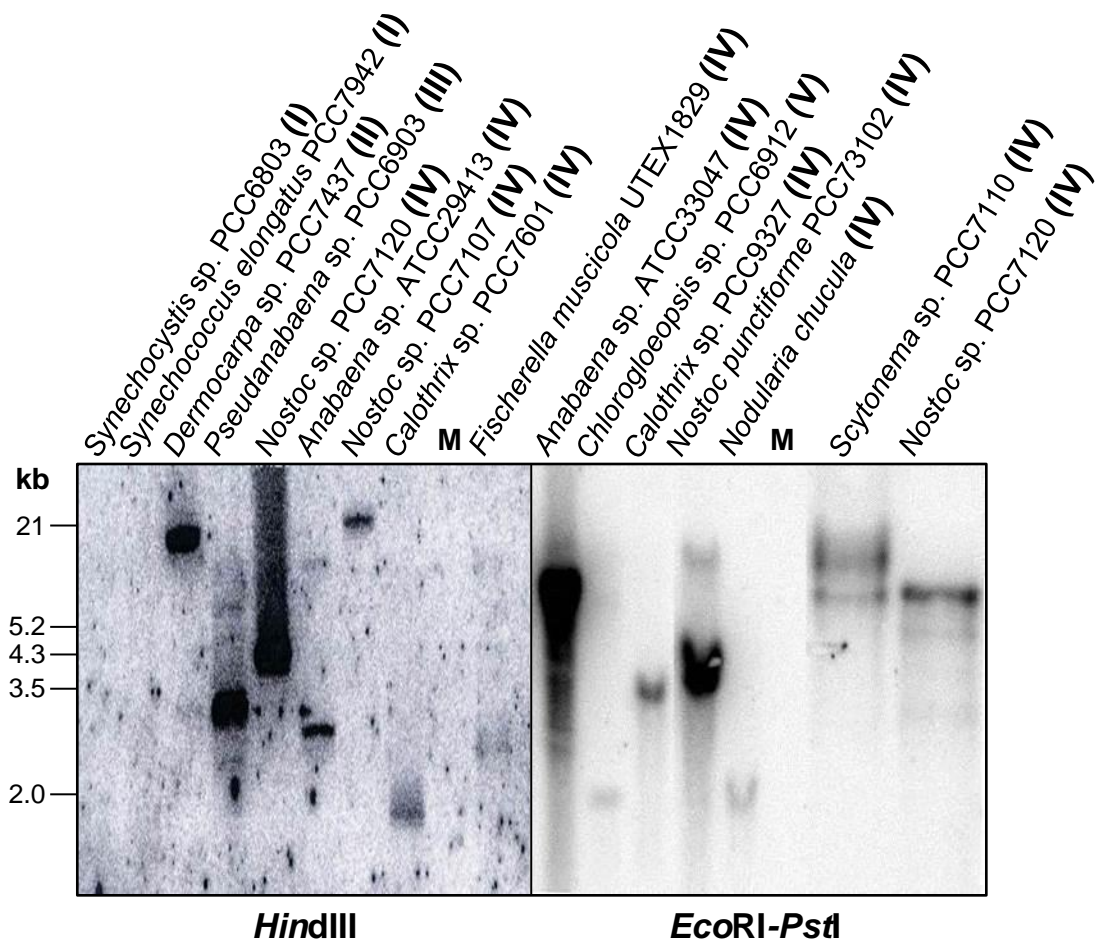 Synechocystis sp. PCC6803 (I)
Synechococcus elongatus PCC7942 (I)
Dermocarpa sp. PCC7437 (II)
Pseudanabaena sp. PCC6903 (III)
Nostoc sp. PCC7120 (IV)
Anabaena sp. ATCC29413 (IV)
Nostoc sp. PCC7107 (IV)
Calothrix sp. PCC7601 (IV)
M
Fischerella muscicola UTEX1829 (IV)
Anabaena sp. ATCC33047 (IV)
Chlorogloeopsis sp. PCC6912 (V)
Calothrix sp. PCC9327 (IV)
Nostoc punctiforme PCC73102 (IV)
Nodularia chucula (IV)
M
Scytonema sp. PCC7110 (IV)
Nostoc sp. PCC7120 (IV)
kb
21
5.2
4.3
3.5
2.0
HindIII
EcoRI-PstI